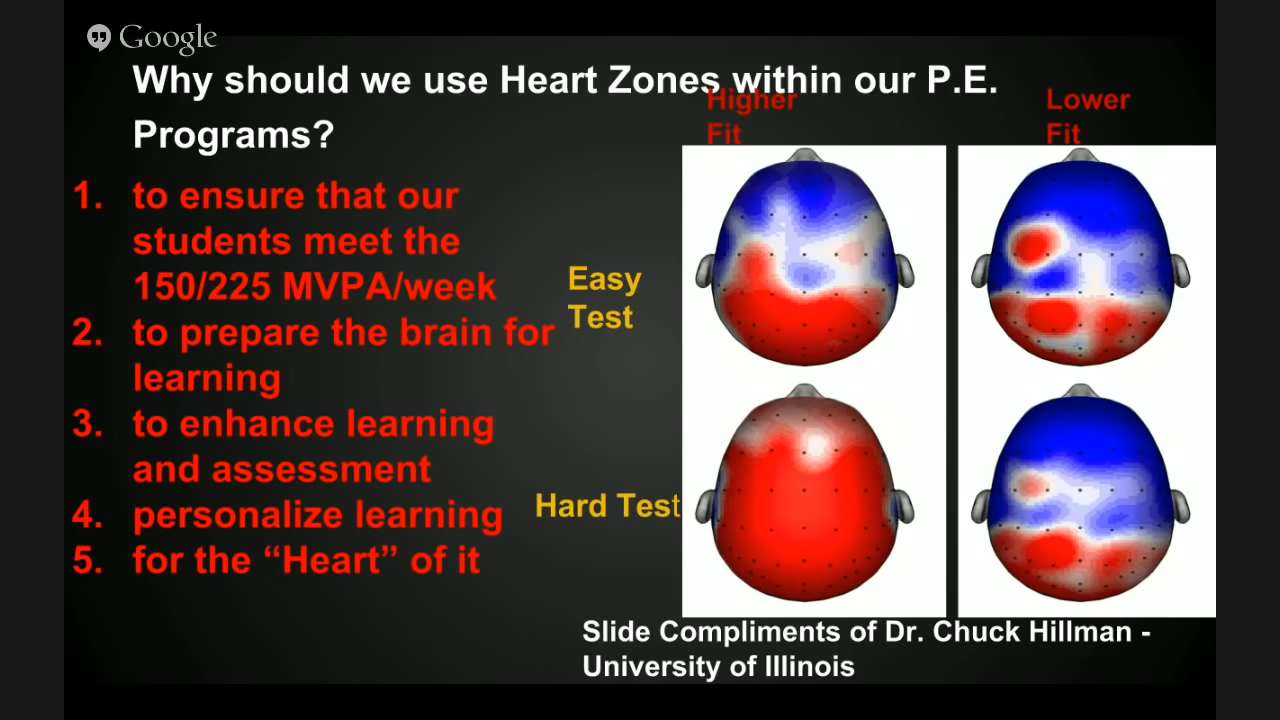 Google
Why should we use Heart Zones within our P.E.
Programs?
Higher
Fit
Lower
Fit
1. to ensure that our
students meet the
150/225 MVPA/week
2. to prepare the brain for
learning
3. to enhance learning
and assessment
4. personalize learning
5. for the “Heart” of it
Easy
Test
Hard Test
Slide Compliments of Dr. Chuck Hillman -
University of Illinois